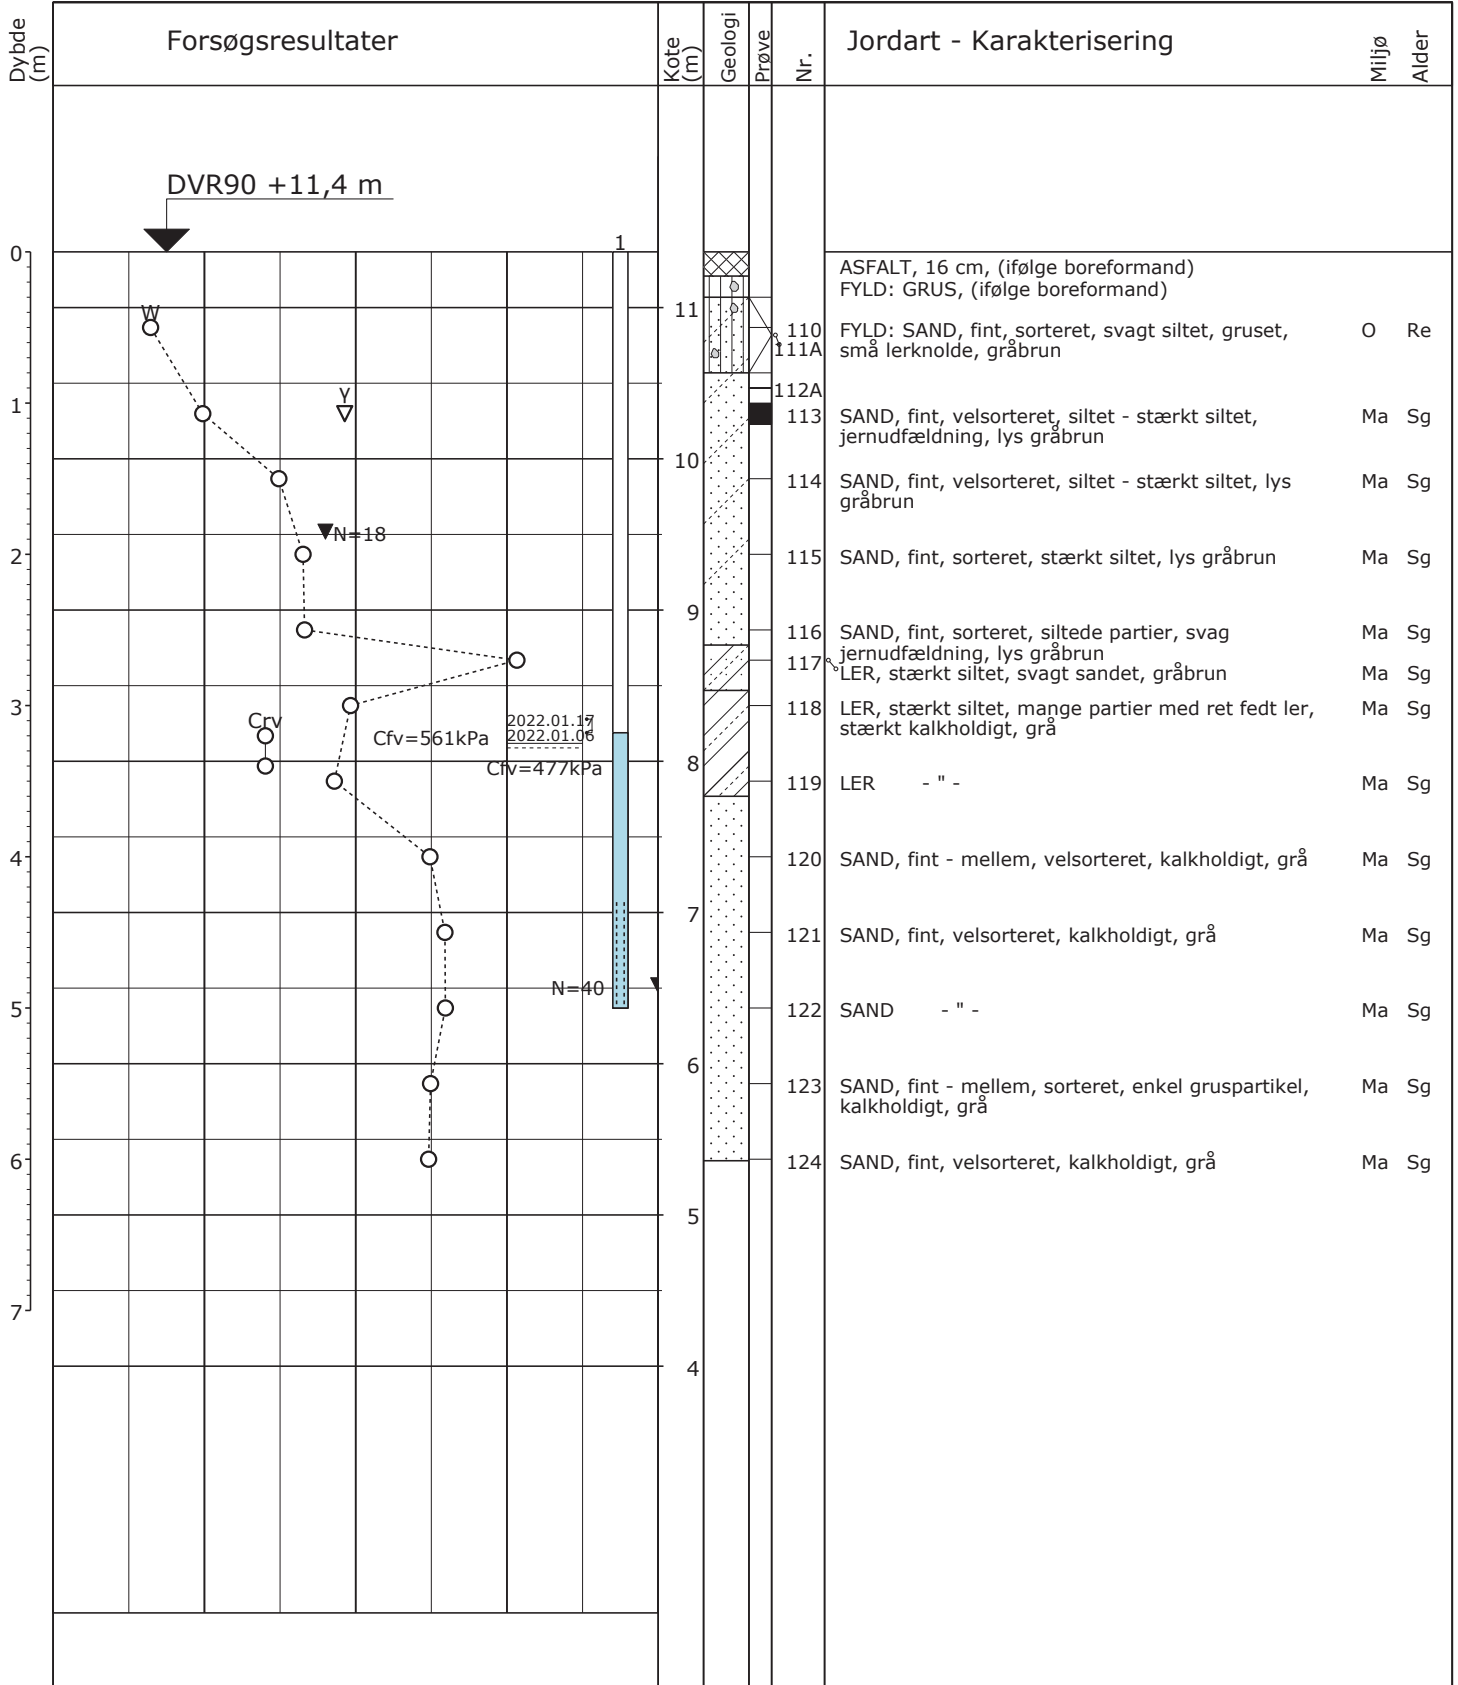 Dybde
(m)
Forsøgsresultater
Kote
(m)
Geologi
Prøve
Nr.
Jordart - Karakterisering
Miljø
Alder
DVR90 +11,4 m
0
1
ASFALT, 16 cm, (ifølge boreformand)
FYLD: GRUS, (ifølge boreformand)
W
11
110
FYLD: SAND, fint, sorteret, svagt siltet, gruset,
O
Re
111A
små lerknolde, gråbrun
112A
1
γ
113
SAND, fint, velsorteret, siltet - stærkt siltet,
Ma
Sg
jernudfældning, lys gråbrun
10
114
SAND, fint, velsorteret, siltet - stærkt siltet, lys
Ma
Sg
gråbrun
N=18
2
115
SAND, fint, sorteret, stærkt siltet, lys gråbrun
Ma
Sg
9
116
SAND, fint, sorteret, siltede partier, svag
Ma
Sg
jernudfældning, lys gråbrun
117
LER, stærkt siltet, svagt sandet, gråbrun
Ma
Sg
3
118
LER, stærkt siltet, mange partier med ret fedt ler,
Ma
Sg
stærkt kalkholdigt, grå
Crv
2022.01.17
2022.01.06
Cfv=561kPa
Cfv=477kPa
8
119
LER - " -
Ma
Sg
4
120
SAND, fint - mellem, velsorteret, kalkholdigt, grå
Ma
Sg
7
121
SAND, fint, velsorteret, kalkholdigt, grå
Ma
Sg
N=40
5
122
SAND - " -
Ma
Sg
6
123
SAND, fint - mellem, sorteret, enkel gruspartikel,
Ma
Sg
kalkholdigt, grå
6
124
SAND, fint, velsorteret, kalkholdigt, grå
Ma
Sg
5
7
4